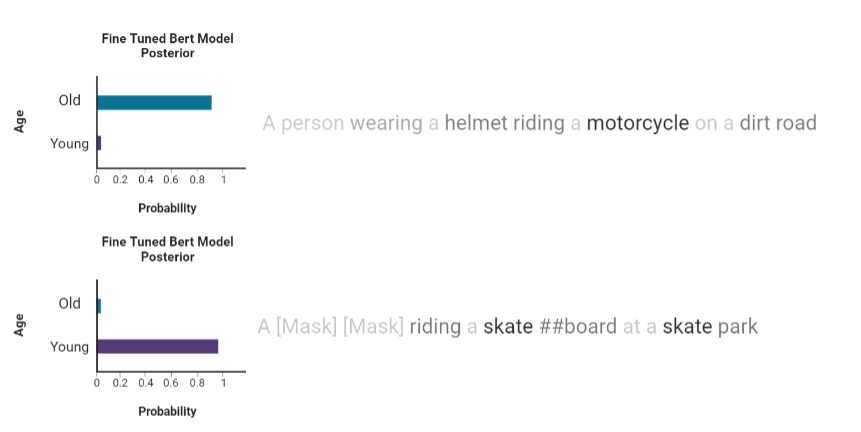 Fine Tuned Bert Model
Posterior
Age
Old
Young
0 0.2 0.4 0.6 0.8 1
Probability
A person wearing a helmet riding a motorcycle on a dirt road
Fine Tuned Bert Model
Posterior
Age
Old
Young
0 0.2 0.4 0.6 0.8 1
Probability
A [Mask] [Mask] riding a skate ##board at a skate park